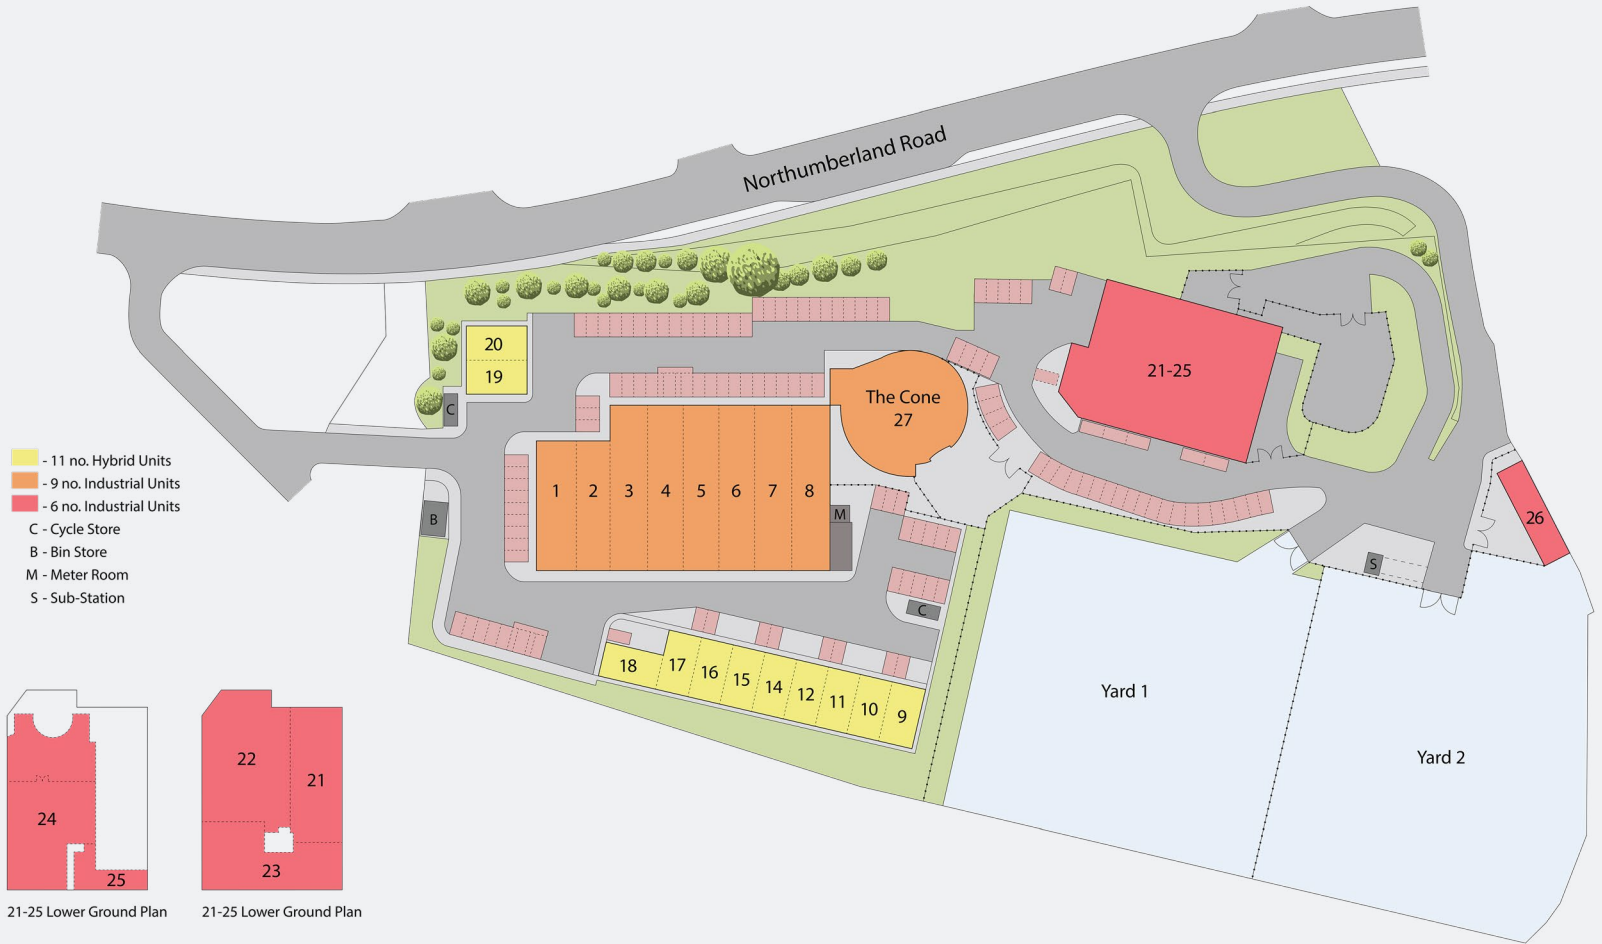 Northumberland Road
20
19
C
The Cone
27
21-25
- 11 no. Hybrid Units
- 9 no. Industrial Units
- 6 no. Industrial Units
C - Cycle Store
B - Bin Store
M - Meter Room
S - Sub-Station
1 2 3 4 5 6 7 8
M
B
26
S
C
18 17 16 15 14 12 11 10 9
Yard 1
Yard 2
24
25
21-25 Lower Ground Plan
22
21
23
21-25 Lower Ground Plan